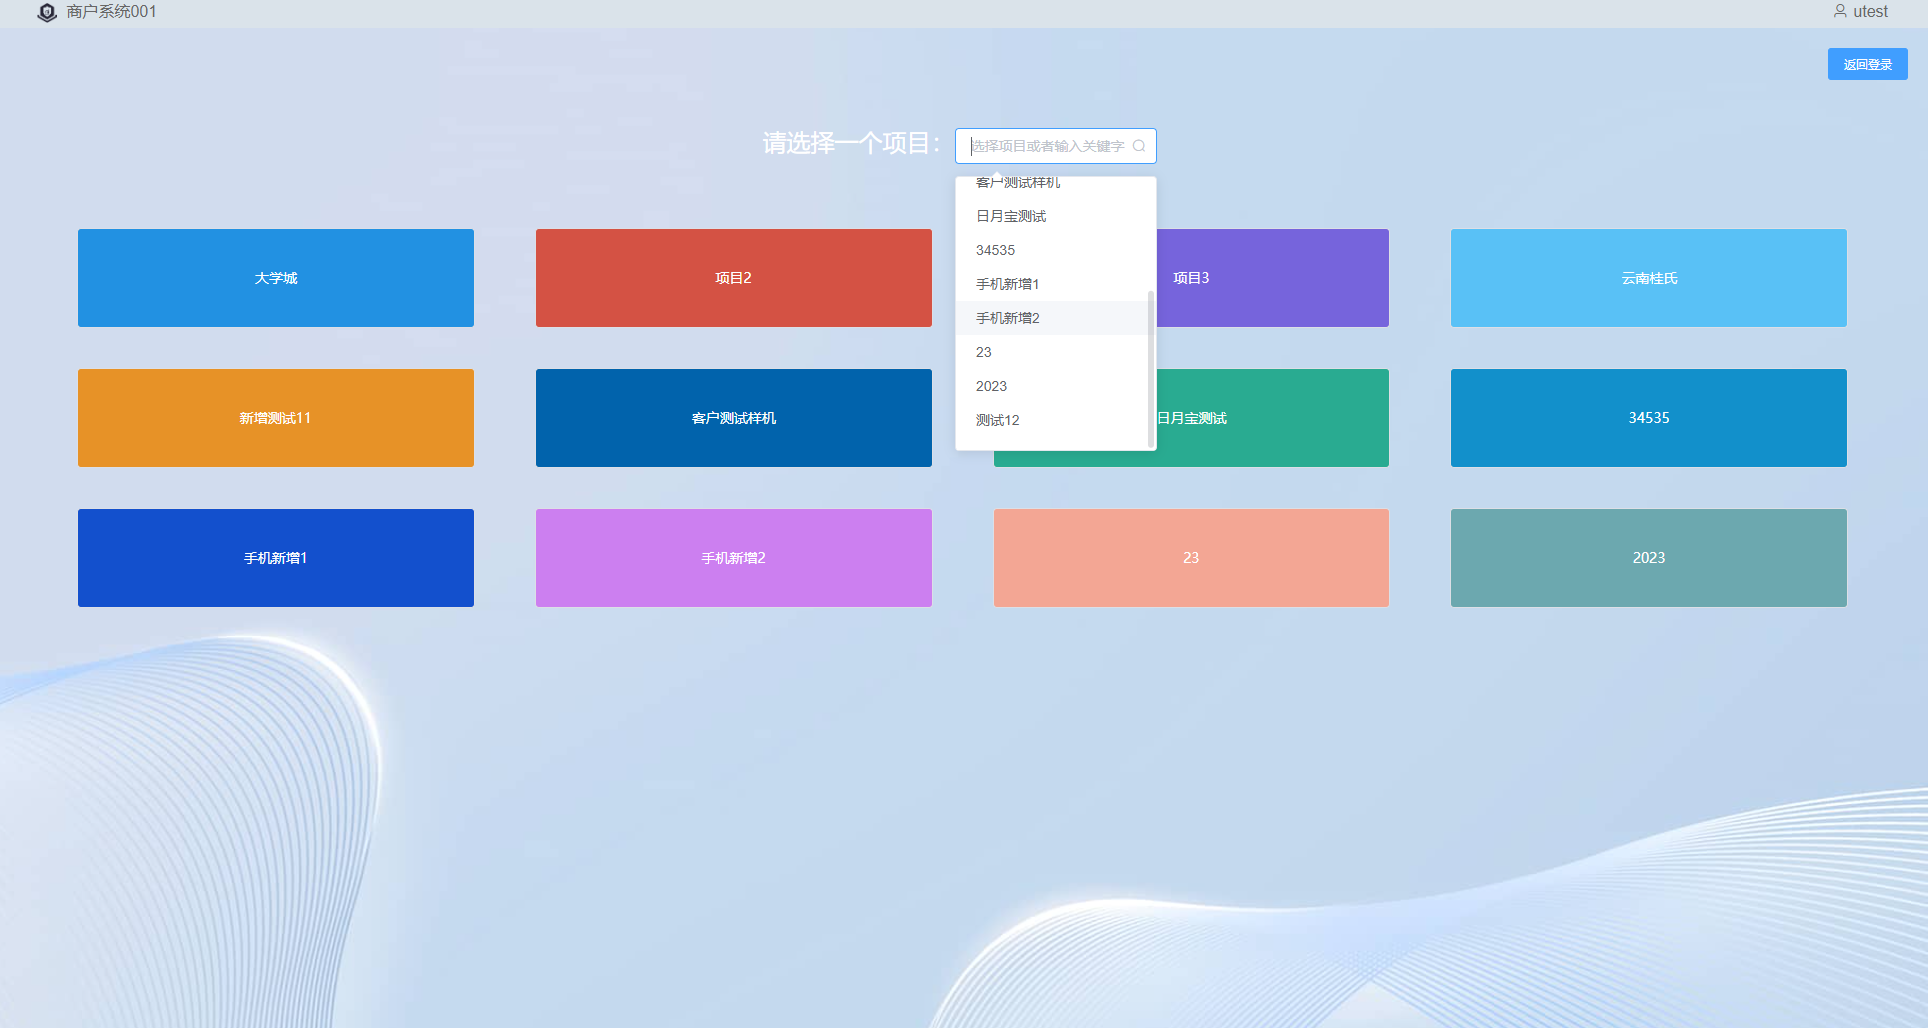 商户系统001
utest
返回登录
请选择一个项目：
选择项目或者输入关键字
客户测试样机
日月宝测试
34535
手机新增1
手机新增2
23
2023
测试12
大学城
项目2
项目3
云南桂氏
新增测试11
客户测试样机
日月宝测试
34535
手机新增1
手机新增2
23
2023